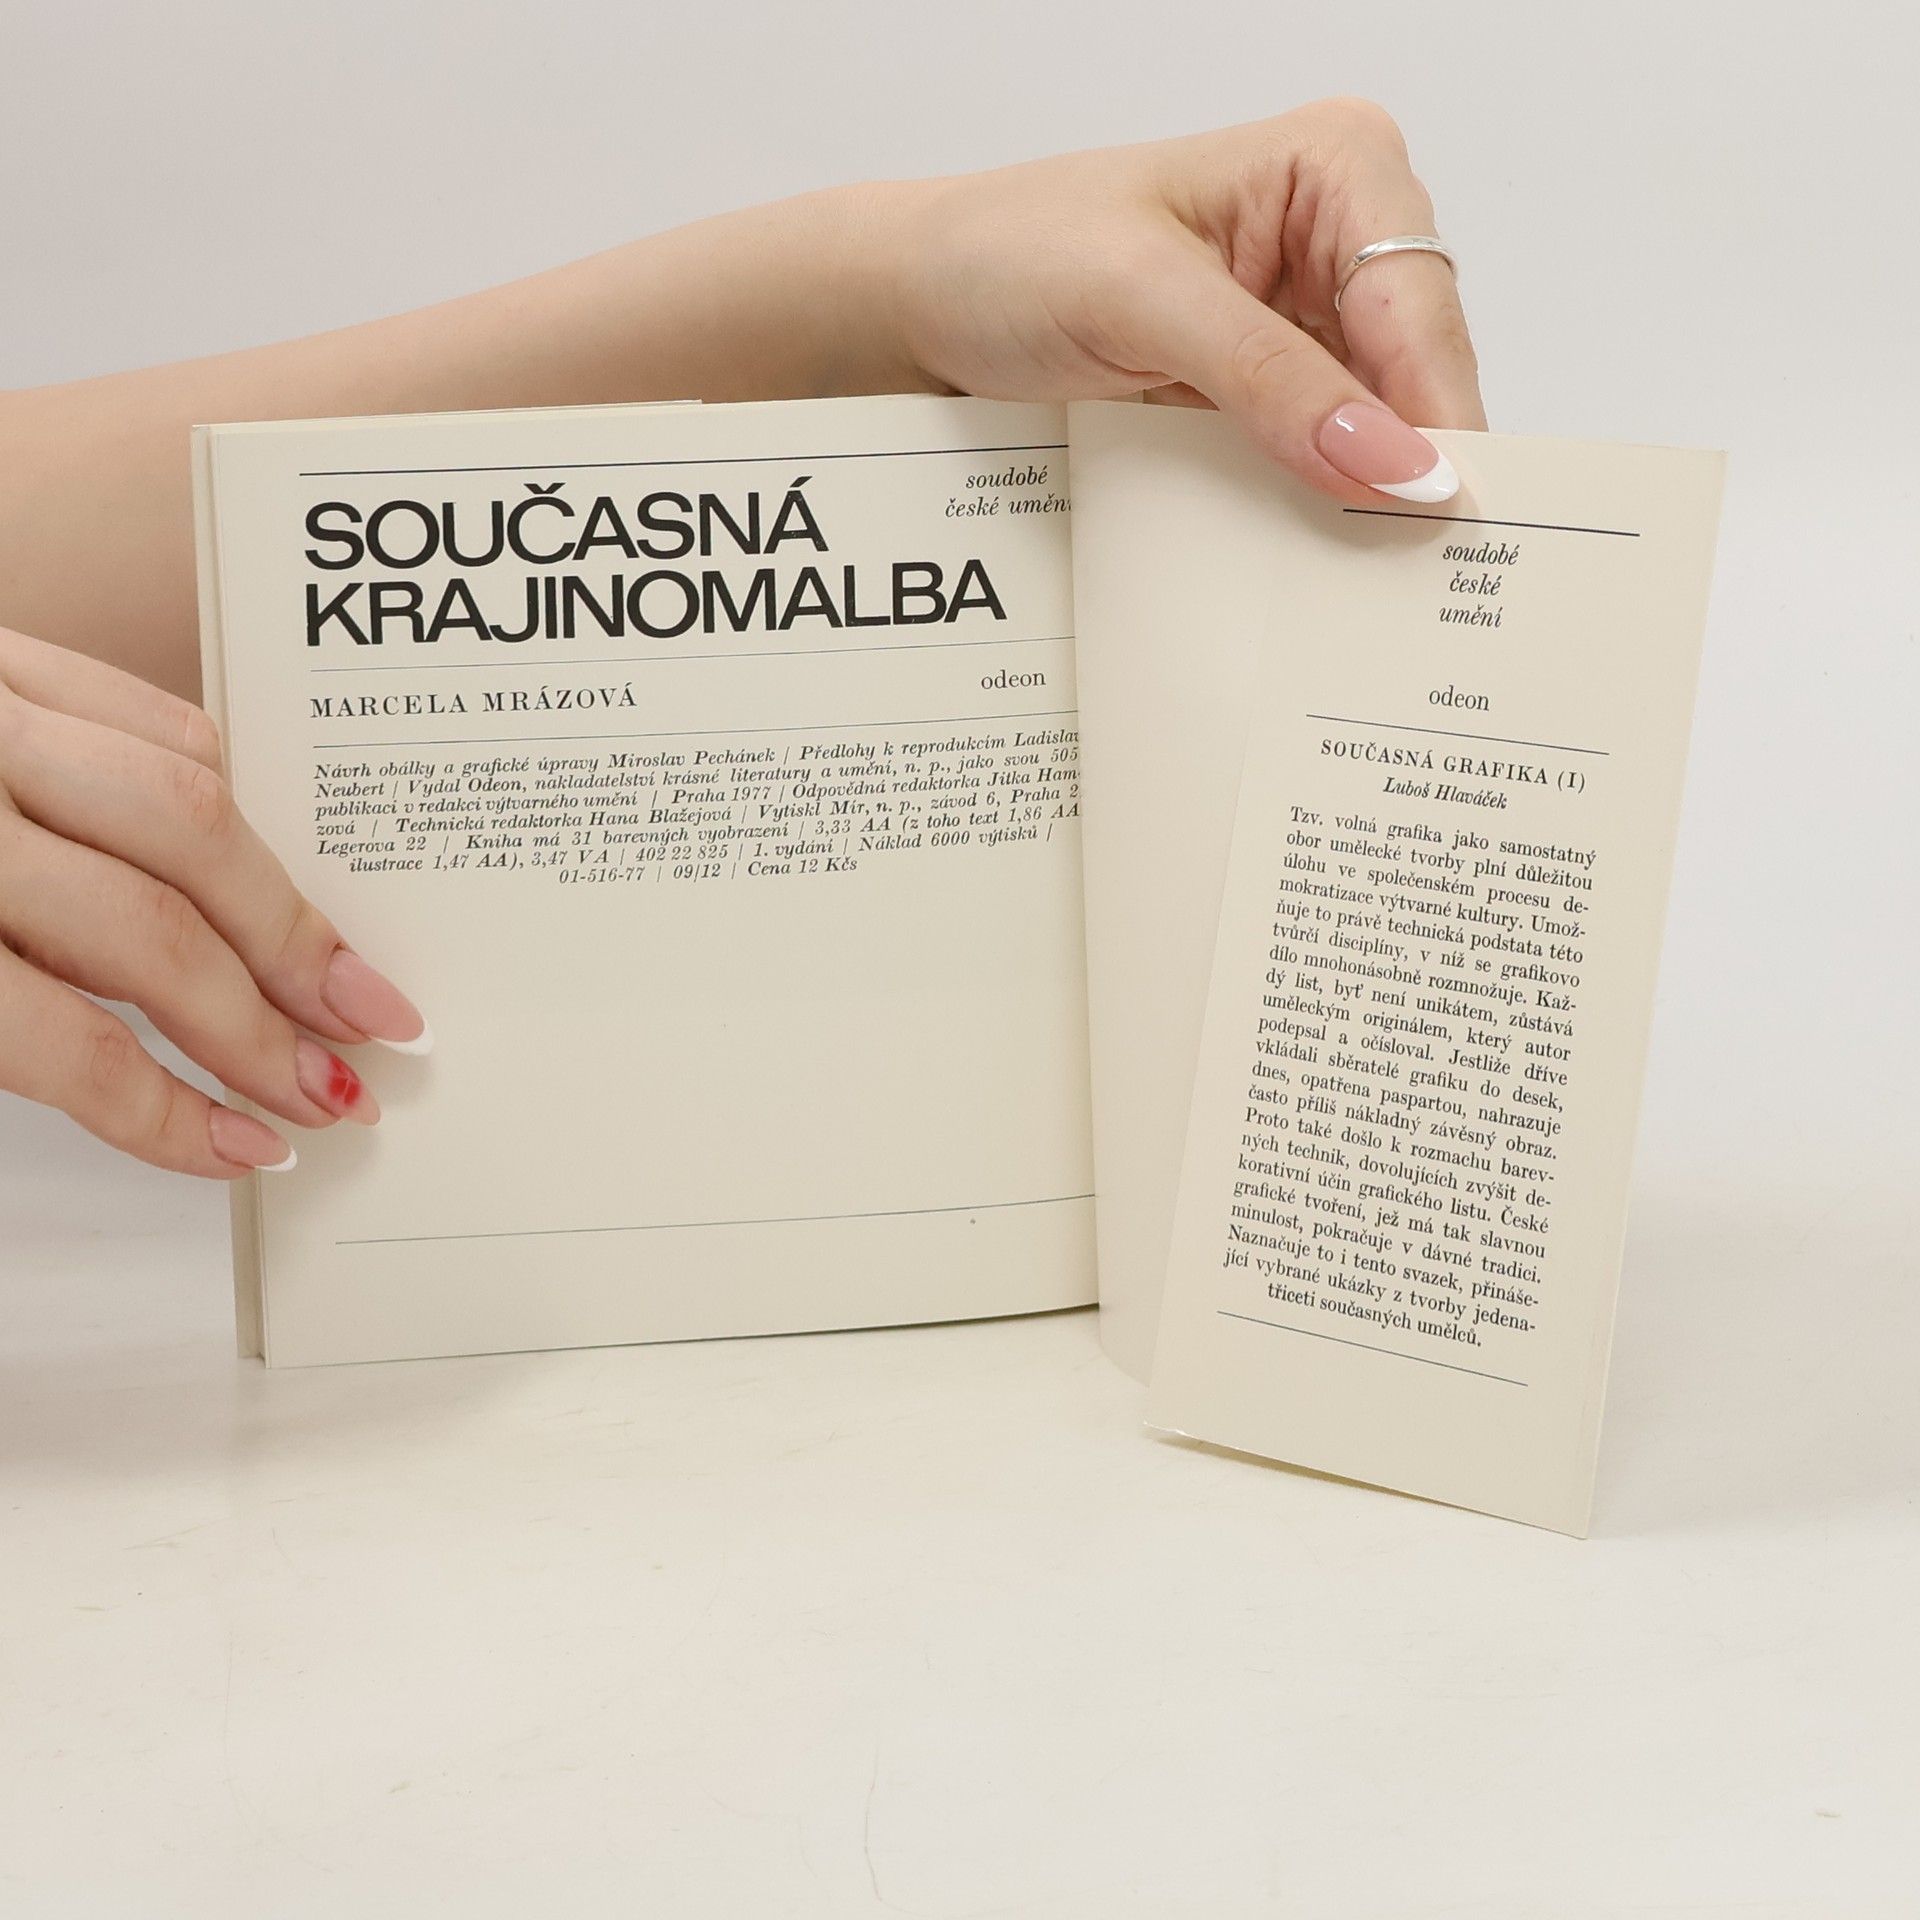 soudobé
české umění
SOUČASNÁ
KRAJINOMALBA
MARCELA MRÁZOVÁ
odeon
Návrh obálky a grafické úpravy Miroslav Pechánek | Předlohy k reprodukcím Ladislav
Neubert | Vydal Odeon, nakladatelství krásné literatury a umění, n. p., jako svou 505
publikaci v redakci výtvarného umění | Praha 1977 | Odpovědná redaktorka Jitka Ham-
zová | Technická redaktorka Hana Blažejová | Vytiskl Mír, n. p., závod 6, Praha 2
Legerova 22 | Kniha má 31 barevných vyobrazení | 3,33 AA (z toho text 1,86 AA
ilustrace 1,47 AA), 3,47 VA | 402 22 825 | 1. vydání | Náklad 6000 výtisků |
01-516-77 | 09/12 | Cena 12 Kčs
soudobé
české
umění
odeon
SOUČASNÁ GRAFIKA (I)
Luboš Hlaváček
Tzv. volná grafika jako samostatný
obor umělecké tvorby plní důležitou
úlohu ve společenském procesu de-
mokratizace výtvarné kultury. Umož-
ňuje to právě technická podstata této
tvůrčí disciplíny, v níž se grafikovo
dílo mnohonásobně rozmnožuje. Kaž-
dý list, byť není unikátem, zůstává
uměleckým originálem, který autor
podepsal a očísloval. Jestliže dříve
vkládali sběratelé grafiku do desek,
dnes, opatřena paspartou, nahrazuje
často příliš nákladný závěsný obraz.
Proto také došlo k rozmachu barev-
ných technik, dovolujících zvýšit de-
korativní účin grafického listu. České
grafické tvoření, jež má tak slavnou
minulost, pokračuje v dávné tradici.
Naznačuje to i tento svazek, přináše-
jící vybrané ukázky z tvorby jedena-
třiceti současných umělců.